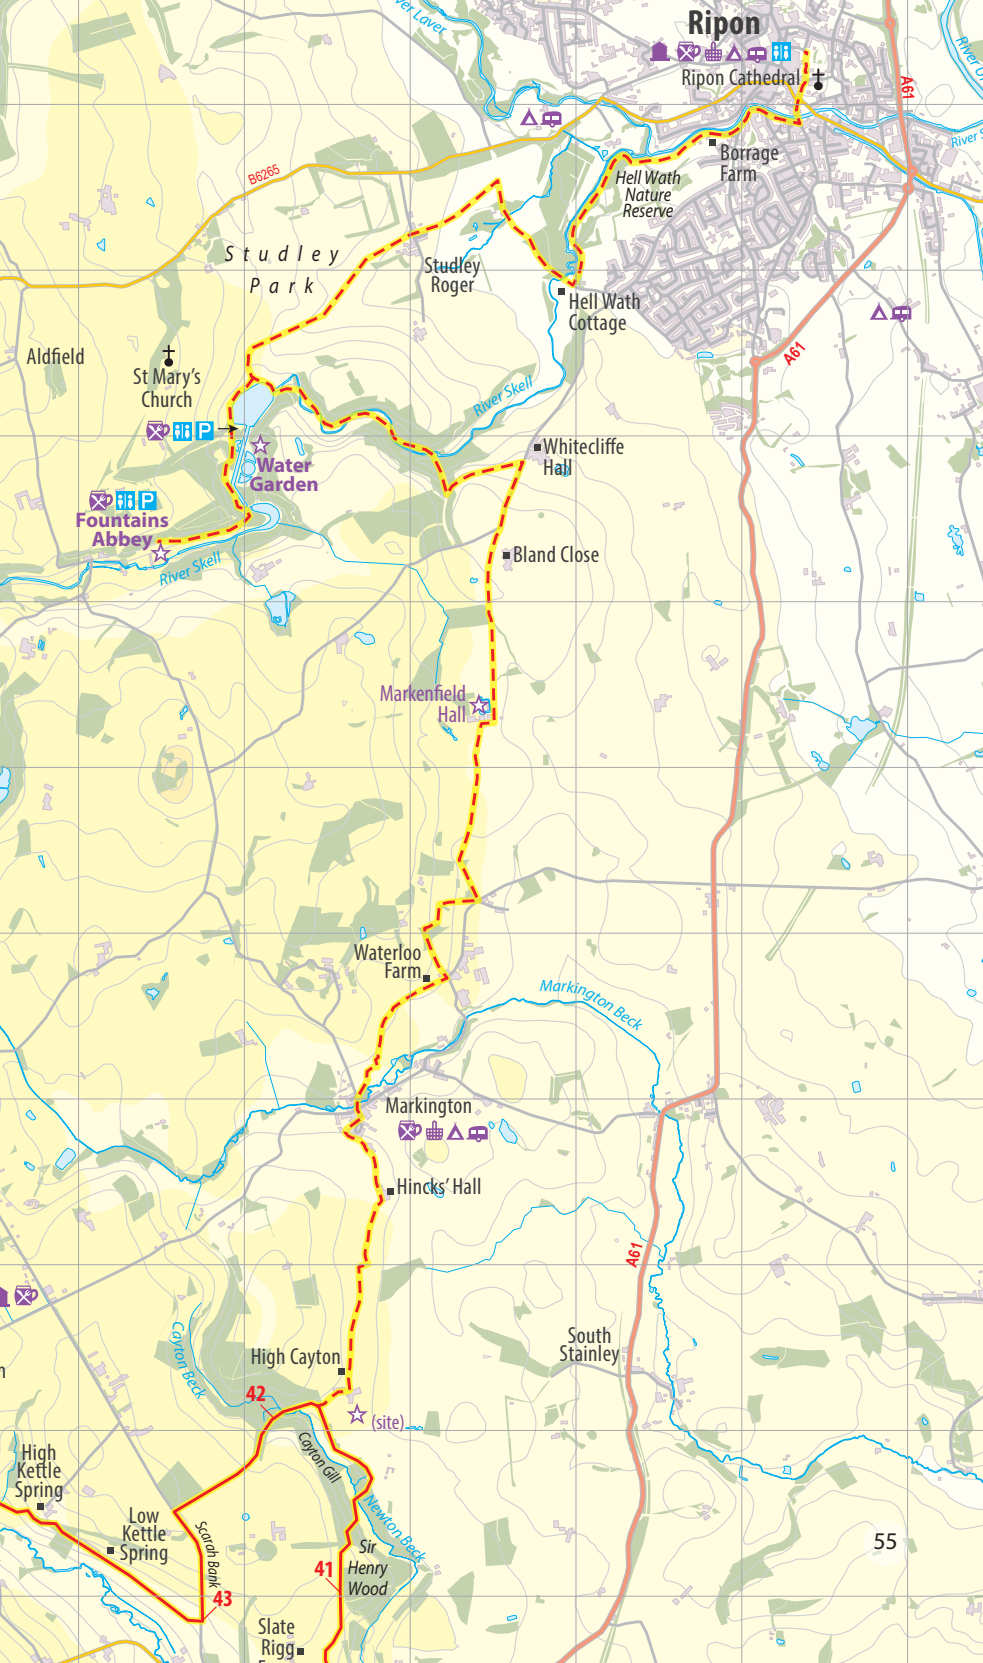 Ripon
River Laver
Ripon Cathedral
A61
River S
Borrage
Farm
Hell Wath
Nature
Reserve
B6265
Studley
Park
Studley
Roger
Hell Wath
Cottage
Aldfield
St Mary's
Church
A61
River Skell
P
Whitecliffe
Hall
Water
Garden
P
Fountains
Abbey
River Skell
Bland Close
Markenfield
Hall
Waterloo
Farm
Markington Beck
Markington
Hincks' Hall
A61
South
Stainley
Cayton Beck
High Cayton
42
(site)
Cayton Gill
High
Kettle
Spring
Low
Kettle
Spring
Scarah Bank
Newton Beck
Sir
Henry
Wood
41
43
55
Slate
Rigg